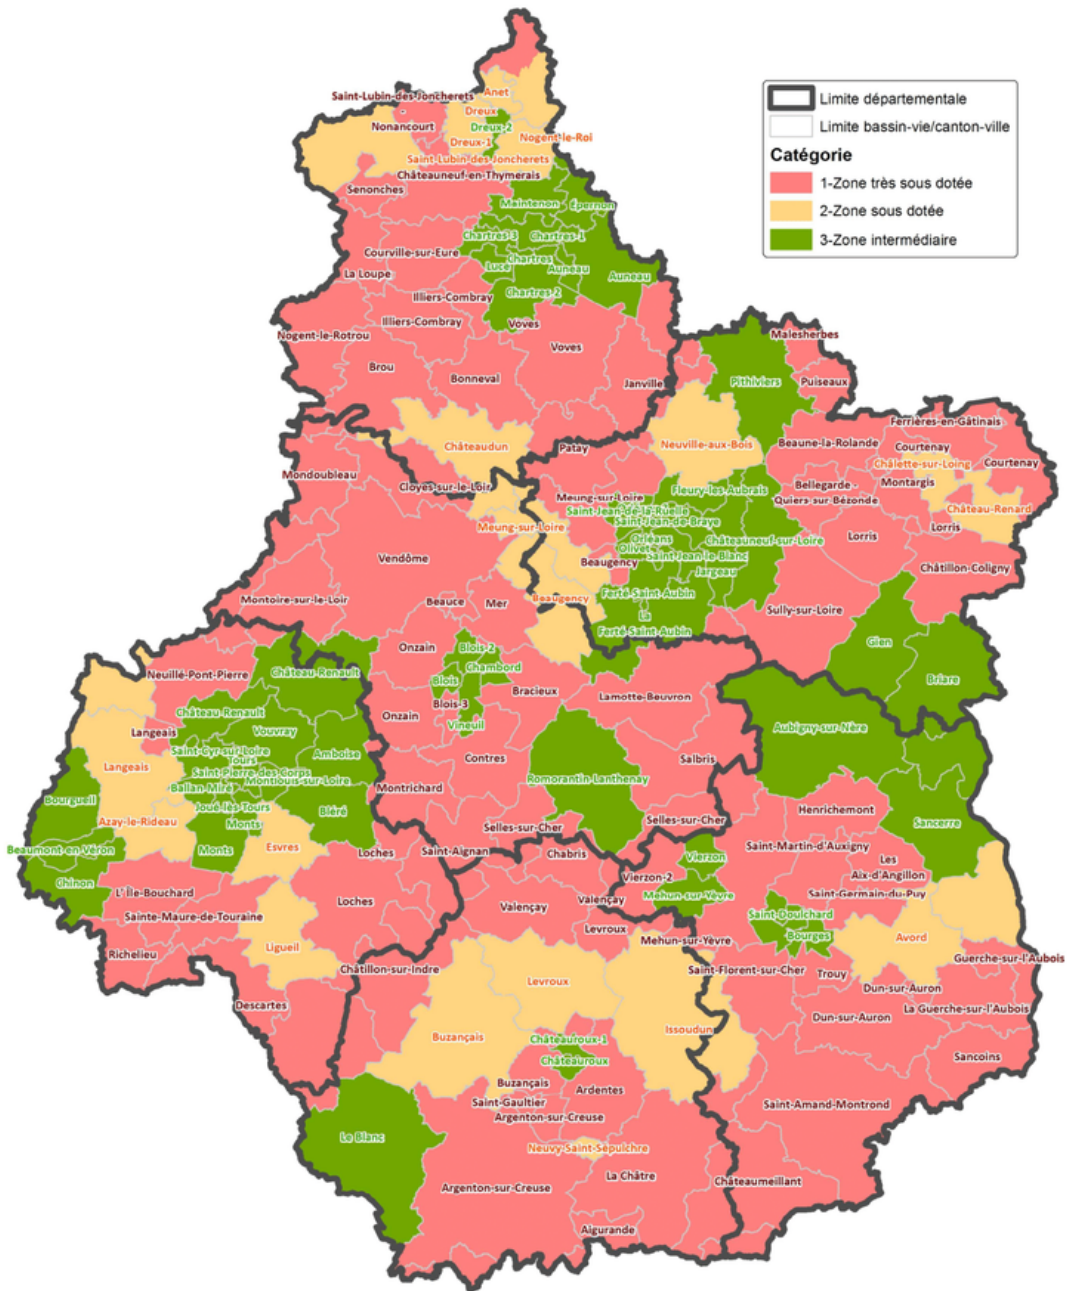 Limite départementale
Limite bassin-vie/canton-ville
Catégorie
1-Zone très sous dotée
2-Zone sous dotée
3-Zone intermédiaire
Anet
Saint-Lubin-des-Joncherets
Dreux
Nonancourt
Dreux-2
Nogent-le-Roi
Dreux-1
Saint-Lubin-des-Joncherets
Châteauneuf-en-Thymerais
Senonches
Maintenon
Épernon
Chartres-3
Chartres-1
Courville-sur-Eure
Chartres
Lucé
Auneau
La Loupe
Auneau
Chartres-2
Illiers-Combray
Illiers-Combray
Voves
Nogent-le-Rotrou
Voves
Malesherbes
Brou
Bonneval
Janville
Pithiviers
Puiseaux
Ferrières-en-Gâtinais
Châteaudun
Patay
Neuville-aux-Bois
Beaune-la-Rolande
Courtenay
Châlette-sur-Loing
Courtenay
Mondoubleau
Cloyes-sur-le-Loir
Fleury-les-Aubrais
Bellegarde -
Quiers-sur-Bézonde
Montargis
Meung-sur-Loire
Saint-Jean-de-la-Ruelle
Château-Renard
Meung-sur-Loire
Saint-Jean-de-Braye
Lorris
Orléans
Châteauneuf-sur-Loire
Lorris
Olivet
Saint-Jean-le-Blanc
Vendôme
Beaugency
Jargeau
Châtillon-Coligny
Montoire-sur-le-Loir
Beauce
Mer
Beaugency
Ferté-Saint-Aubin
Sully-sur-Loire
La
Ferté-Saint-Aubin
Gien
Onzain
Blois-2
Neuillé-Pont-Pierre
Château-Renault
Chambord
Briare
Blois
Bracieux
Lamotte-Beuvron
Blois-3
Château-Renault
Onzain
Vineuil
Aubigny-sur-Nère
Langeais
Vouvray
Saint-Cyr-sur-Loire
Amboise
Tours
Contres
Salbris
Langeais
Saint-Pierre-des-Corps
Montlouis-sur-Loire
Romorantin-Lanthenay
Ballan-Miré
Montrichard
Bourgueil
Joué-lès-Tours
Bléré
Henrichemont
Sancerre
Azay-le-Rideau
Monts
Selles-sur-Cher
Selles-sur-Cher
Beaumont-en-Véron
Monts
Esvres
Loches
Saint-Aignan
Chabris
Vierzon
Saint-Martin-d'Auxigny
Les
Aix-d'Angillon
Chinon
Vierzon-2
L'Île-Bouchard
Loches
Valençay
Valençay
Mehun-sur-Yèvre
Saint-Germain-du-Puy
Sainte-Maure-de-Touraine
Saint-Doulchard
Levroux
Bourges
Avord
Mehun-sur-Yèvre
Richelieu
Ligueil
Guerche-sur-l'Aubois
Châtillon-sur-Indre
Saint-Florent-sur-Cher
Trouy
Levroux
Dun-sur-Auron
Descartes
La Guerche-sur-l'Aubois
Dun-sur-Auron
Issoudun
Buzançais
Châteauroux-1
Châteauroux
Sancoins
Buzançais
Ardentes
Saint-Gaultier
Saint-Amand-Montrond
Argenton-sur-Creuse
Le Blanc
Neuvy-Saint-Sépulchre
La Châtre
Châteaumeillant
Argenton-sur-Creuse
Aigurande